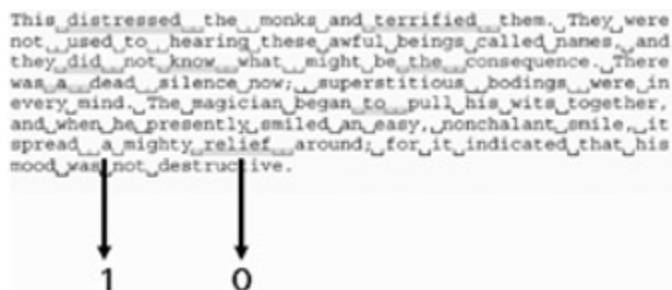 This distressed the monks and terrified them. They were
not used to hearing these awful beings called names, and
they did not know what might be the consequence. There
was a dead silence now; superstitious bodings were in
every mind. The magician began to pull his wits together,
and when he presently smiled an easy, nonchalant smile, it
spread a mighty relief around; for it indicated that his
mood was not destructive.
1 0